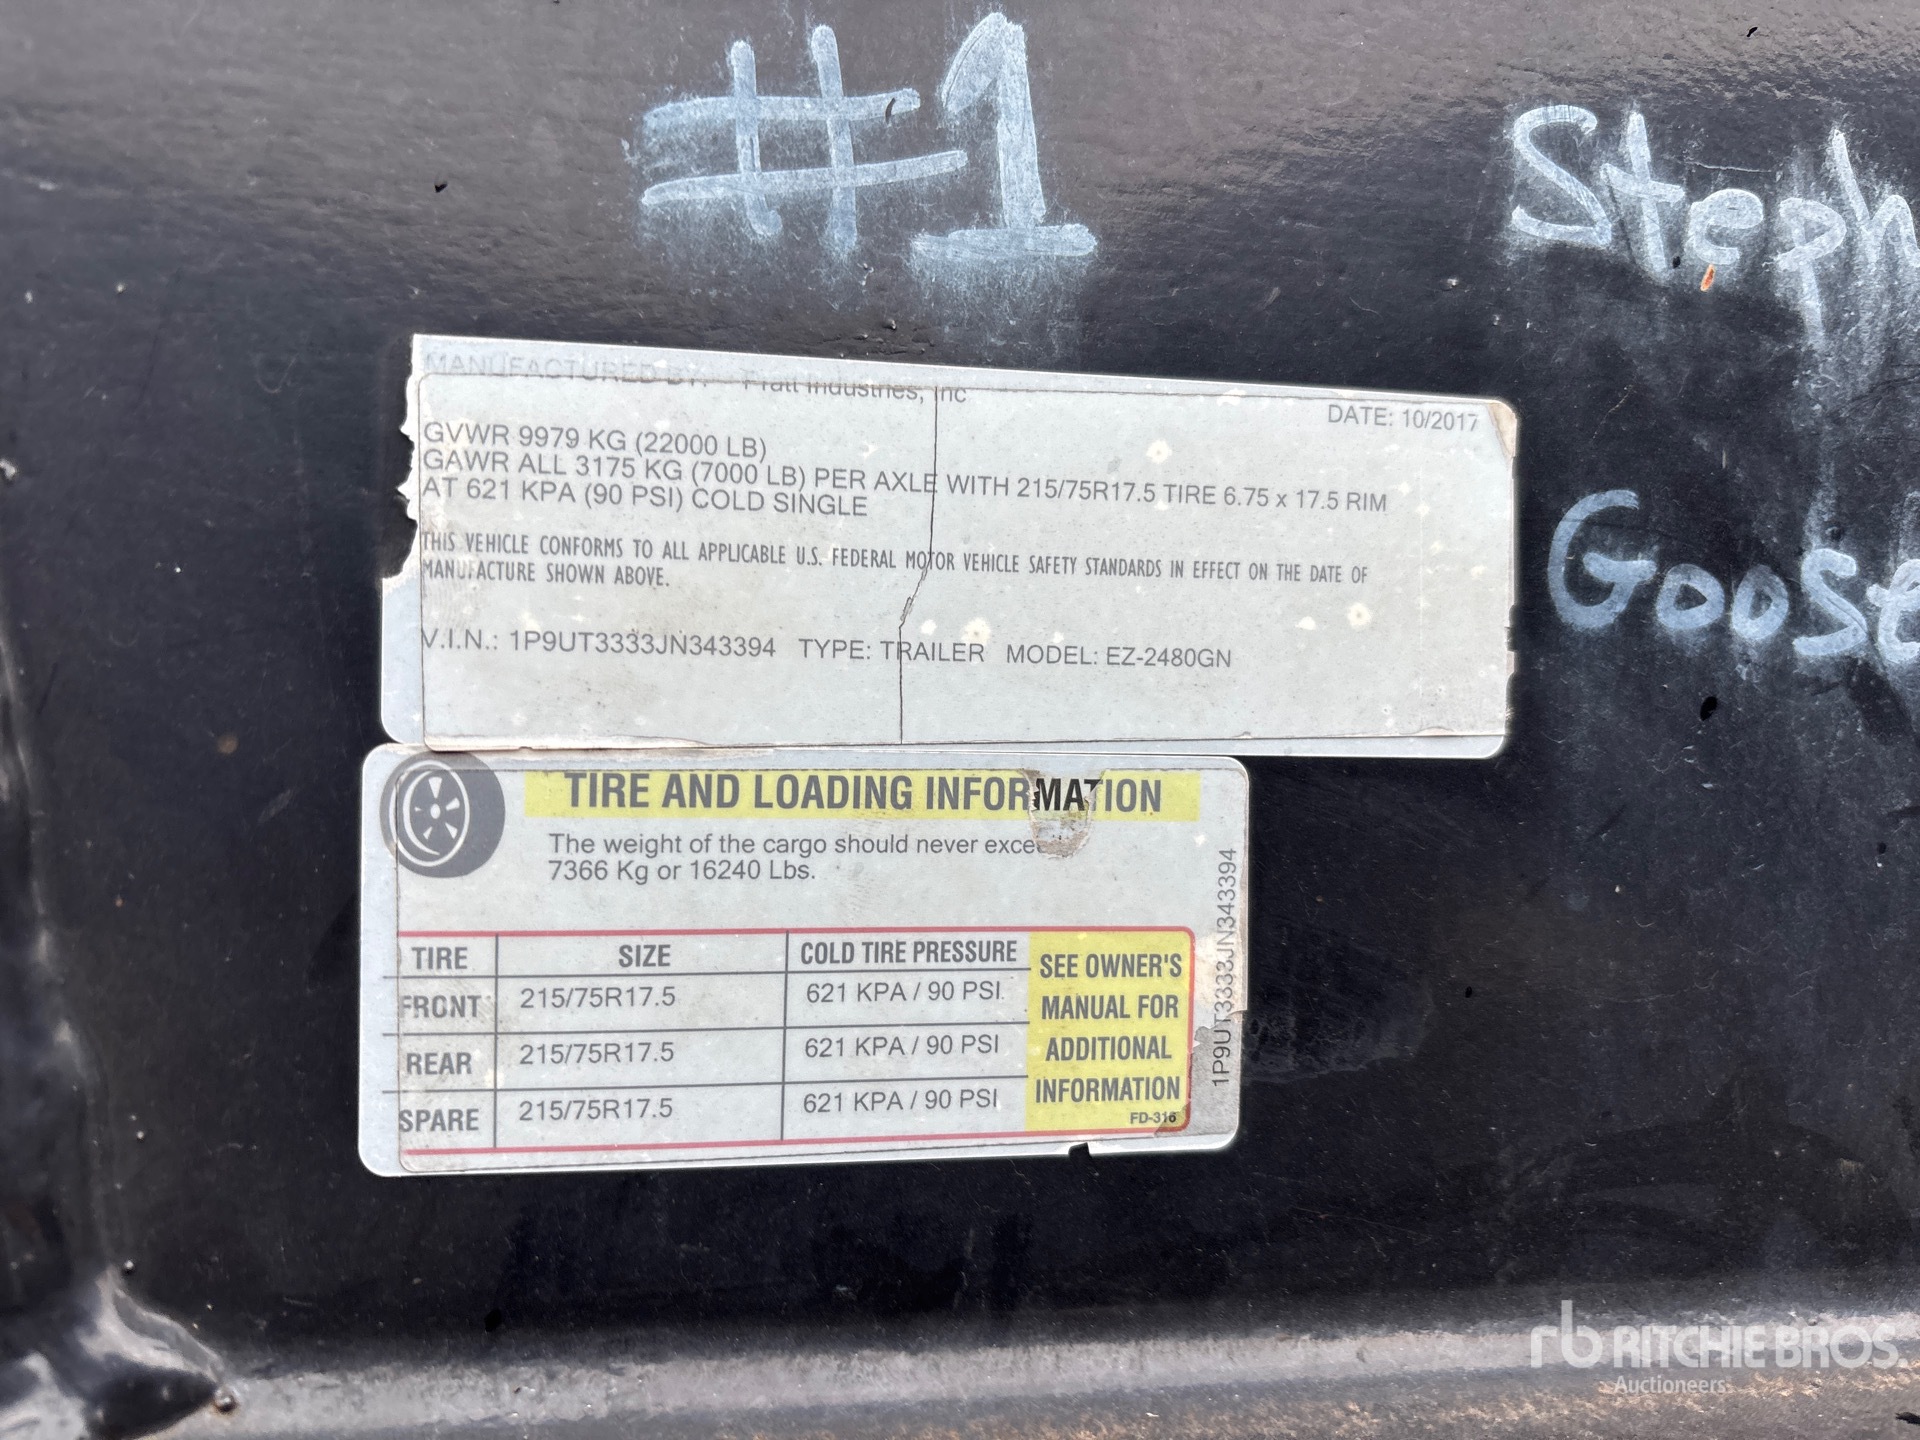 #1
Steph
Goose
MANUFACTURED BY: Pratt Industries, Inc
DATE: 10/2017
GVWR 9979 KG (22000 LB)
GAWR ALL 3175 KG (7000 LB) PER AXLE WITH 215/75R17.5 TIRE 6.75 x 17.5 RIM
AT 621 KPA (90 PSI) COLD SINGLE
THIS VEHICLE CONFORMS TO ALL APPLICABLE U.S. FEDERAL MOTOR VEHICLE SAFETY STANDARDS IN EFFECT ON THE DATE OF
MANUFACTURE SHOWN ABOVE.
V.I.N.: 1P9UT3333JN343394 TYPE: TRAILER MODEL: EZ-2480GN
TIRE AND LOADING INFORMATION
The weight of the cargo should never exce
7366 Kg or 16240 Lbs.
TIRE SIZE COLD TIRE PRESSURE
FRONT 215/75R17.5 621 KPA / 90 PSI
REAR 215/75R17.5 621 KPA / 90 PSI
SPARE 215/75R17.5 621 KPA / 90 PSI
SEE OWNER'S
MANUAL FOR
ADDITIONAL
INFORMATION
FD-316
1P9UT3333JN343394
rb RITCHIE BROS.
Auctioneers